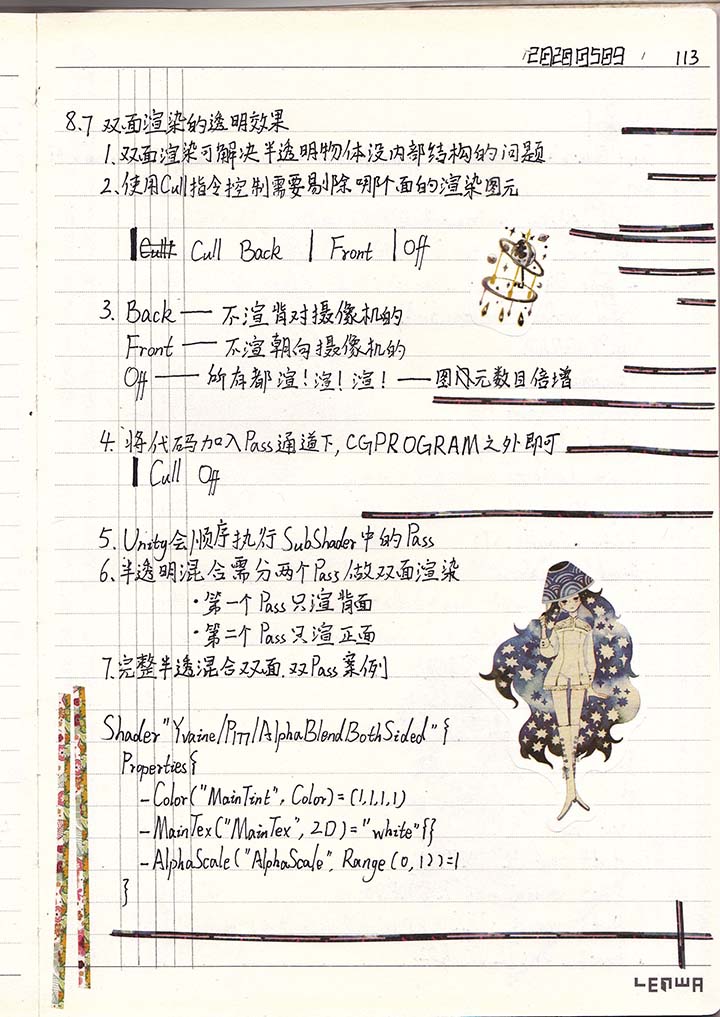 20200509 / 113
8.7 双面渲染的透明效果
1. 双面渲染可解决半透明物体没内部结构的问题
2. 使用Cull指令控制需要剔除哪个面的渲染图元
Cull Cull Back | Front | Off
3. Back — 不渲背对摄像机的
Front — 不渲朝向摄像机的
Off — 所有都渲!渲!渲! — 图元数目倍增
4. 将代码加入Pass通道下, CGPROGRAM之外即可
Cull Off
5. Unity会顺序执行SubShader中的Pass
6. 半透明混合需分两个Pass做双面渲染
·第一个Pass只渲背面
·第二个Pass只渲正面
7. 完整半透混合双面.双Pass案例
Shader"Yvaine/P177/AlphaBlendBothSided"{
Properties{
_Color("MainTint", Color)=(1,1,1,1)
_MainTex("MainTex", 2D)="white"{}
_AlphaScale("AlphaScale", Range(0,1))=1
}
LENWA